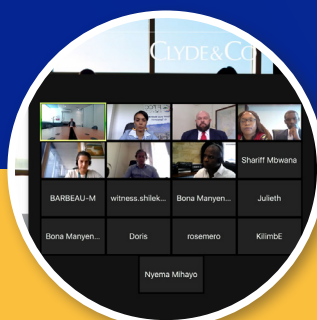 CLYDE&CO
Shariff Mbwana
BARBEAU-M
witness.shilek...
Bona Manyen...
Julieth
Bona Manyen...
Doris
rosemero
KilimbE
Nyema Mihayo